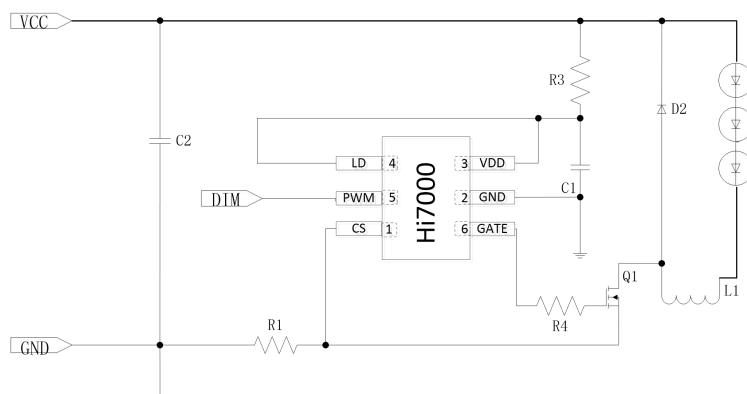 VCC
R3
D2
C2
LD 4
3 VDD
C1
DIM
PWM 5
Hi7000
2 GND
CS 1
6 GATE
Q1
L1
R4
R1
GND